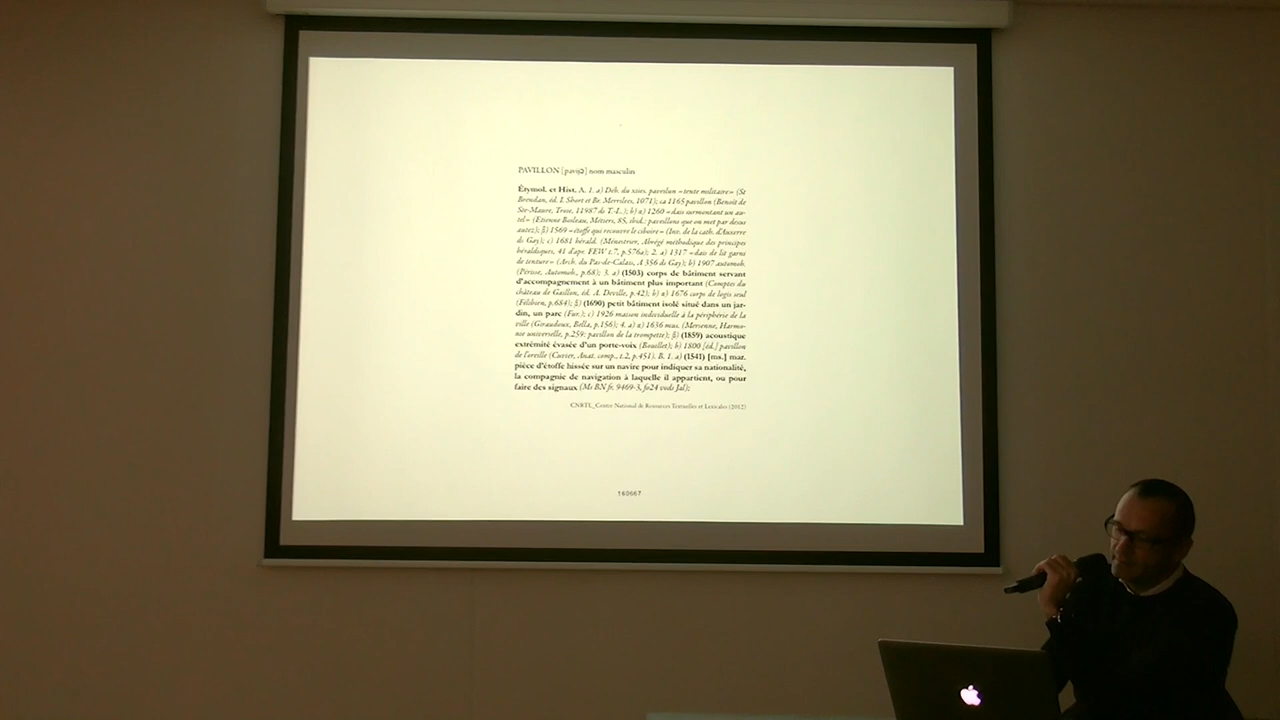 PAVILLON [pavijɔ̃] nom masculin
Étymol. et Hist. A. 1. a) Déb. du xiies. paveilun «tente militaire» (St
Brendan, éd. I. Short et Br. Merrilees, 1071); ca 1165 pavillon (Benoît de
Ste-Maure, Troie, 11987 ds T.-L.); b) α) 1260 «dais surmontant un au-
tel» (Etienne Boileau, Métiers, 85, ibid.: paveillons que on met par desus
autez); β) 1569 «étoffe qui recouvre le ciboire» (Inv. de la cath. d'Auxerre
ds Gay); c) 1681 hérald. (Ménestrier, Abrégé méthodique des principes
héraldiques, 41 d'apr. FEW t.7, p.576a); 2. a) 1317 «dais de lit garni
de tenture» (Arch. du Pas-de-Calais, A 356 ds Gay); b) 1907 automob.
(Périsse, Automob., p.68); 3. a) (1503) corps de bâtiment servant
d'accompagnement à un bâtiment plus important (Comptes du
château de Gaillon, éd. A. Deville, p.42); b) α) 1676 corps de logis seul
(Félibien, p.684); β) (1690) petit bâtiment isolé situé dans un jar-
din, un parc (Fur.); c) 1926 maison individuelle à la périphérie de la
ville (Giraudoux, Bella, p.156); 4. a) α) 1636 mus. (Mersenne, Harmo-
nie universelle, p.259: pavillon de la trompette); β) (1859) acoustique
extrémité évasée d'un porte-voix (Bouillet); b) 1800 [éd.] pavillon
de l'oreille (Cuvier, Anat. comp., t.2, p.451). B. 1. a) (1541) [ms.] mar.
pièce d'étoffe hissée sur un navire pour indiquer sa nationalité,
la compagnie de navigation à laquelle il appartient, ou pour
faire des signaux (Ms BN fr. 9469-3, fo24 vods Jal);
CNRTL_Centre National de Ressources Textuelles et Lexicales (2012)
160667